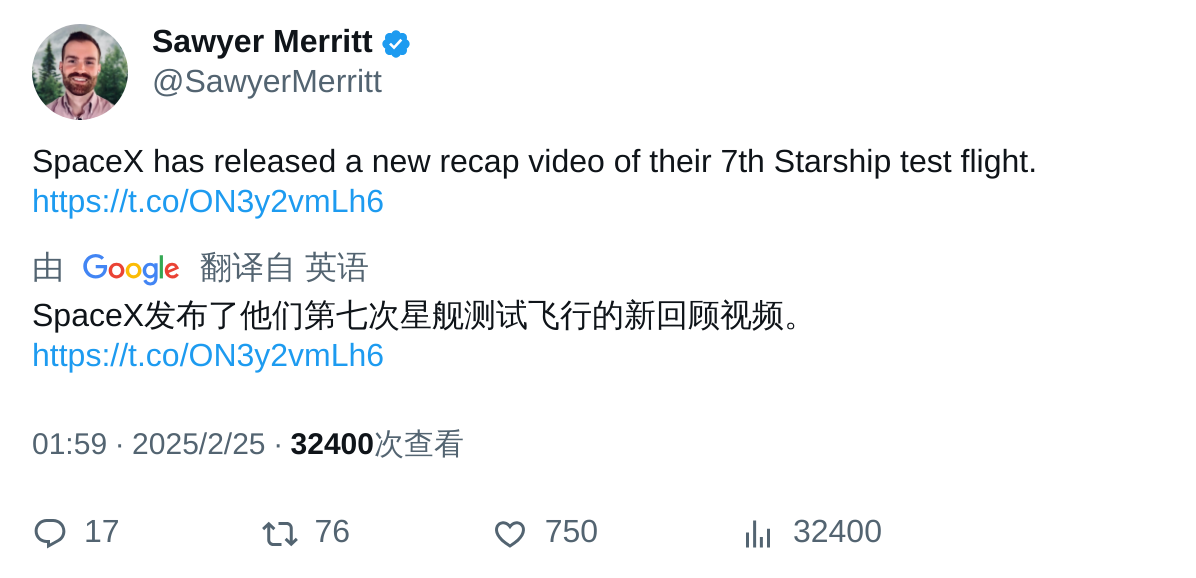 Sawyer Merritt
@SawyerMerritt
SpaceX has released a new recap video of their 7th Starship test flight.
https://t.co/ON3y2vmLh6
由 Google 翻译自 英语
SpaceX发布了他们第七次星舰测试飞行的新回顾视频。
https://t.co/ON3y2vmLh6
01:59 · 2025/2/25 · 32400次查看
17 76 750 32400